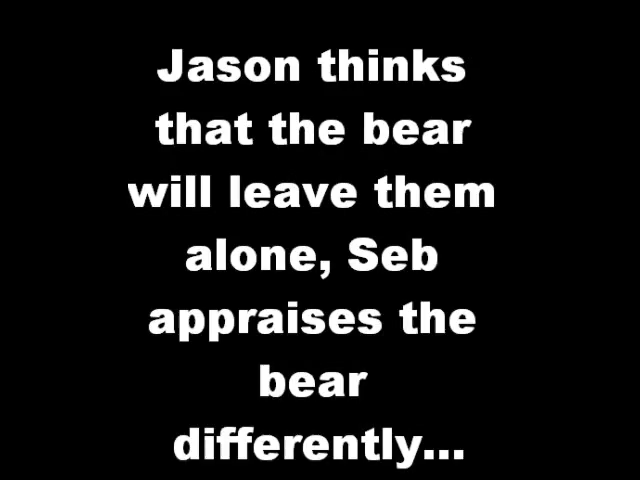 Jason thinks
that the bear
will leave them
alone, Seb
appraises the
bear
differently...